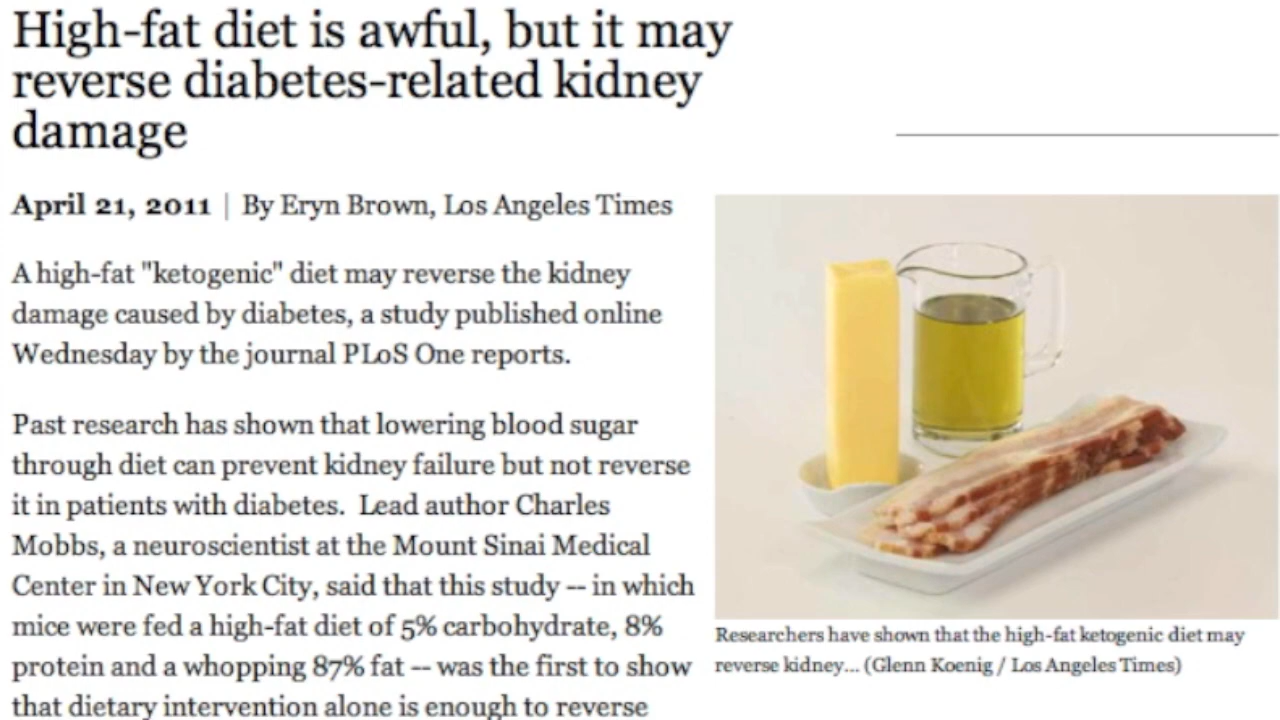 High-fat diet is awful, but it may
reverse diabetes-related kidney
damage
April 21, 2011 | By Eryn Brown, Los Angeles Times
A high-fat "ketogenic" diet may reverse the kidney
damage caused by diabetes, a study published online
Wednesday by the journal PLoS One reports.
Past research has shown that lowering blood sugar
through diet can prevent kidney failure but not reverse
it in patients with diabetes.  Lead author Charles
Mobbs, a neuroscientist at the Mount Sinai Medical
Center in New York City, said that this study -- in which
mice were fed a high-fat diet of 5% carbohydrate, 8%
protein and a whopping 87% fat -- was the first to show
that dietary intervention alone is enough to reverse
Researchers have shown that the high-fat ketogenic diet may
reverse kidney... (Glenn Koenig / Los Angeles Times)